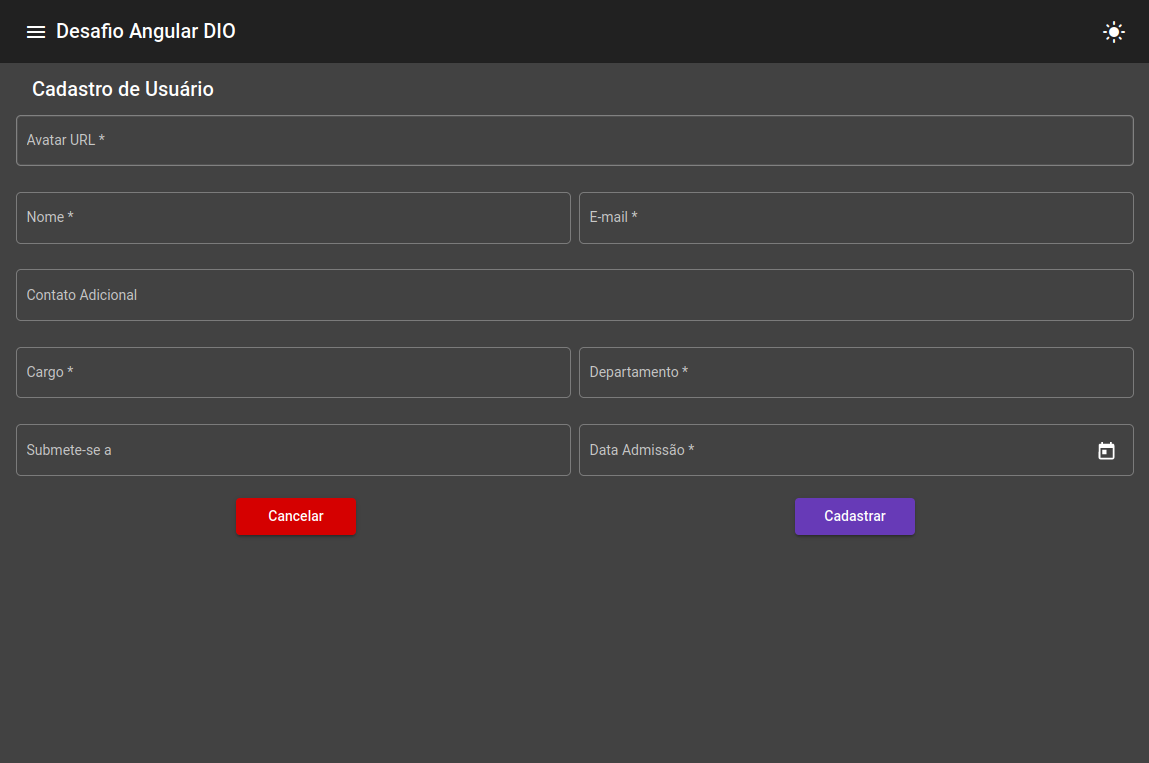 Desafio Angular DIO
Cadastro de Usuário
Avatar URL *
Nome *
E-mail *
Contato Adicional
Cargo *
Departamento *
Submete-se a
Data Admissão *
Cancelar
Cadastrar